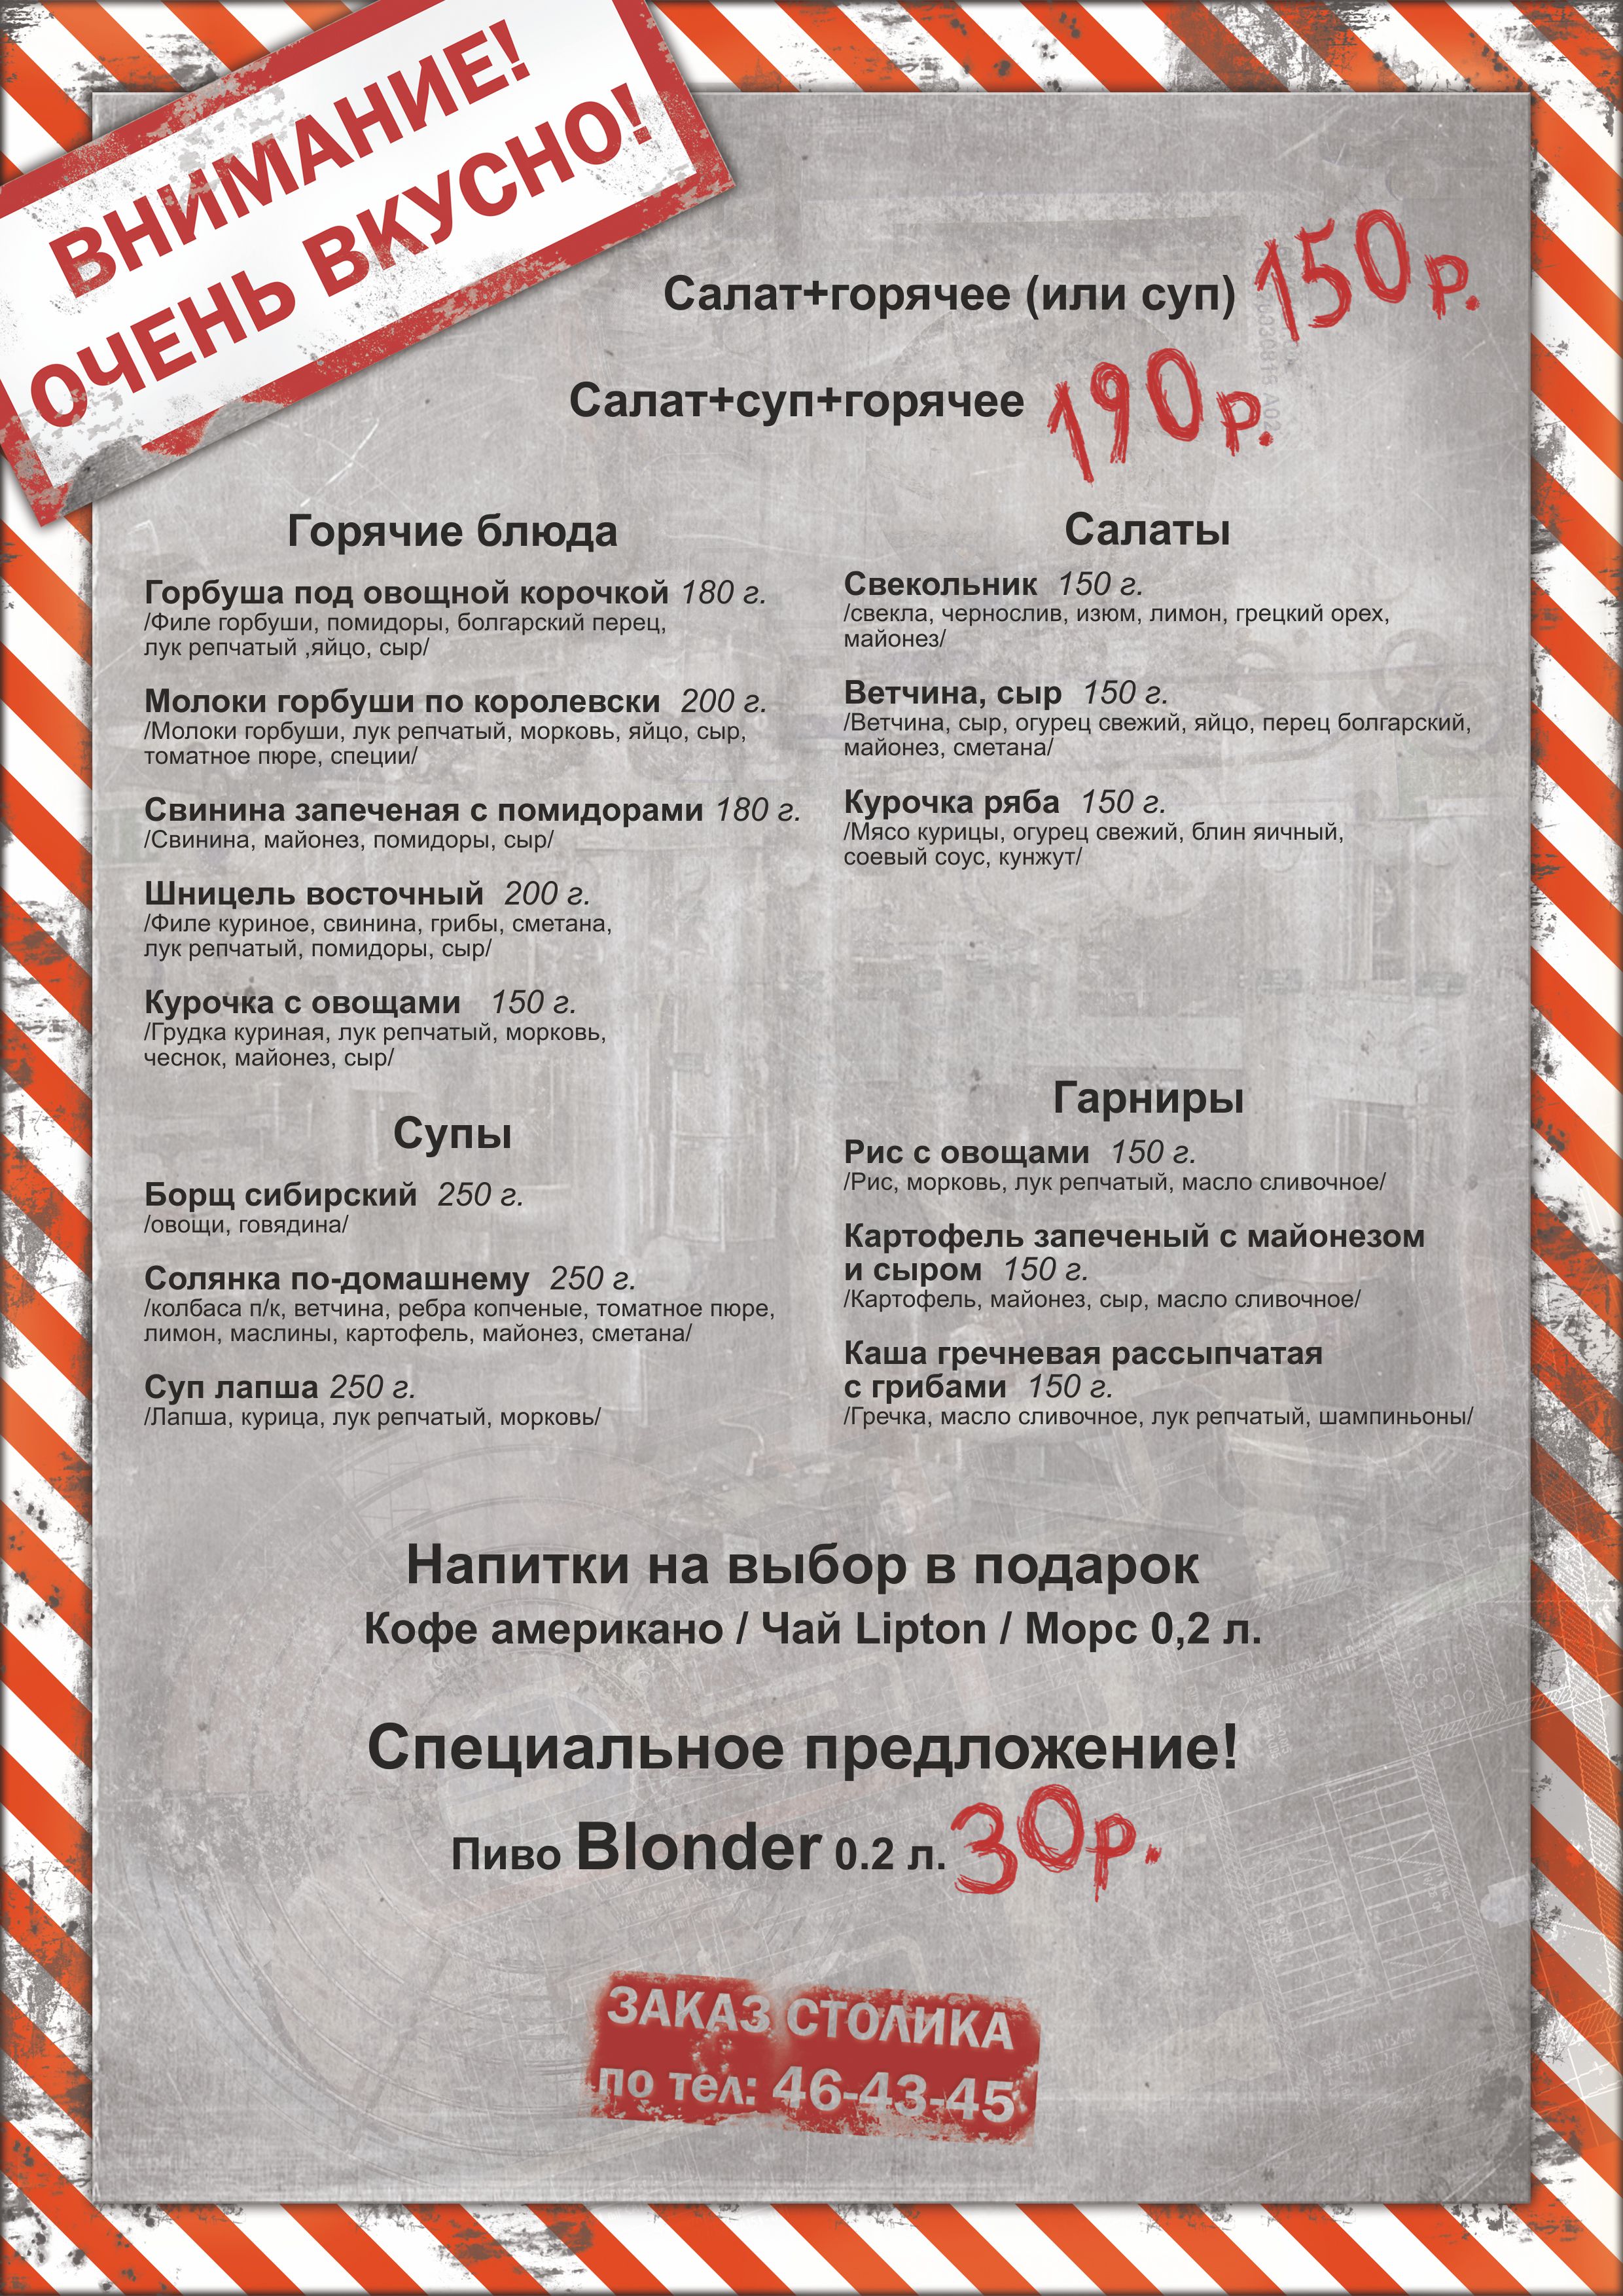 ВНИМАНИЕ!
ОЧЕНЬ ВКУСНО!
Салат+горячее (или суп) 150 р.
Салат+суп+горячее 190 р.
Горячие блюда
Горбуша под овощной корочкой 180 г.
/Филе горбуши, помидоры, болгарский перец,
лук репчатый ,яйцо, сыр/
Молоки горбуши по королевски 200 г.
/Молоки горбуши, лук репчатый, морковь, яйцо, сыр,
томатное пюре, специи/
Свинина запеченая с помидорами 180 г.
/Свинина, майонез, помидоры, сыр/
Шницель восточный 200 г.
/Филе куриное, свинина, грибы, сметана,
лук репчатый, помидоры, сыр/
Курочка с овощами 150 г.
/Грудка куриная, лук репчатый, морковь,
чеснок, майонез, сыр/
Супы
Борщ сибирский 250 г.
/овощи, говядина/
Солянка по-домашнему 250 г.
/колбаса п/к, ветчина, ребра копченые, томатное пюре,
лимон, маслины, картофель, майонез, сметана/
Суп лапша 250 г.
/Лапша, курица, лук репчатый, морковь/
Салаты
Свекольник 150 г.
/свекла, чернослив, изюм, лимон, грецкий орех,
майонез/
Ветчина, сыр 150 г.
/Ветчина, сыр, огурец свежий, яйцо, перец болгарский,
майонез, сметана/
Курочка ряба 150 г.
/Мясо курицы, огурец свежий, блин яичный,
соевый соус, кунжут/
Гарниры
Рис с овощами 150 г.
/Рис, морковь, лук репчатый, масло сливочное/
Картофель запеченый с майонезом
и сыром 150 г.
/Картофель, майонез, сыр, масло сливочное/
Каша гречневая рассыпчатая
с грибами 150 г.
/Гречка, масло сливочное, лук репчатый, шампиньоны/
Напитки на выбор в подарок
Кофе американо / Чай Lipton / Морс 0,2 л.
Специальное предложение!
Пиво Blonder 0.2 л. 30р.
ЗАКАЗ СТОЛИКА
по тел: 46-43-45